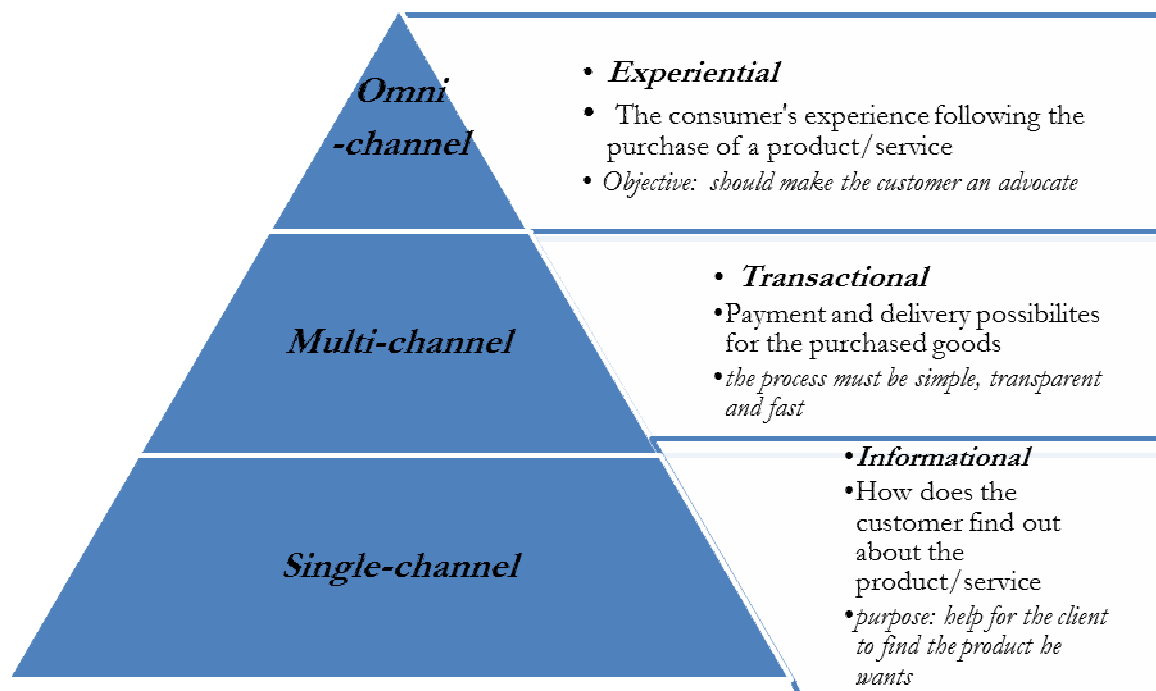 Omni
-channel
• Experiential
• The consumer's experience following the
purchase of a product/service
• Objective: should make the customer an advocate
Multi-channel
• Transactional
•Payment and delivery possibilites
for the purchased goods
•the process must be simple, transparent
and fast
Single-channel
•Informational
•How does the
customer find out
about the
product/service
•purpose: help for the client
to find the product he
wants